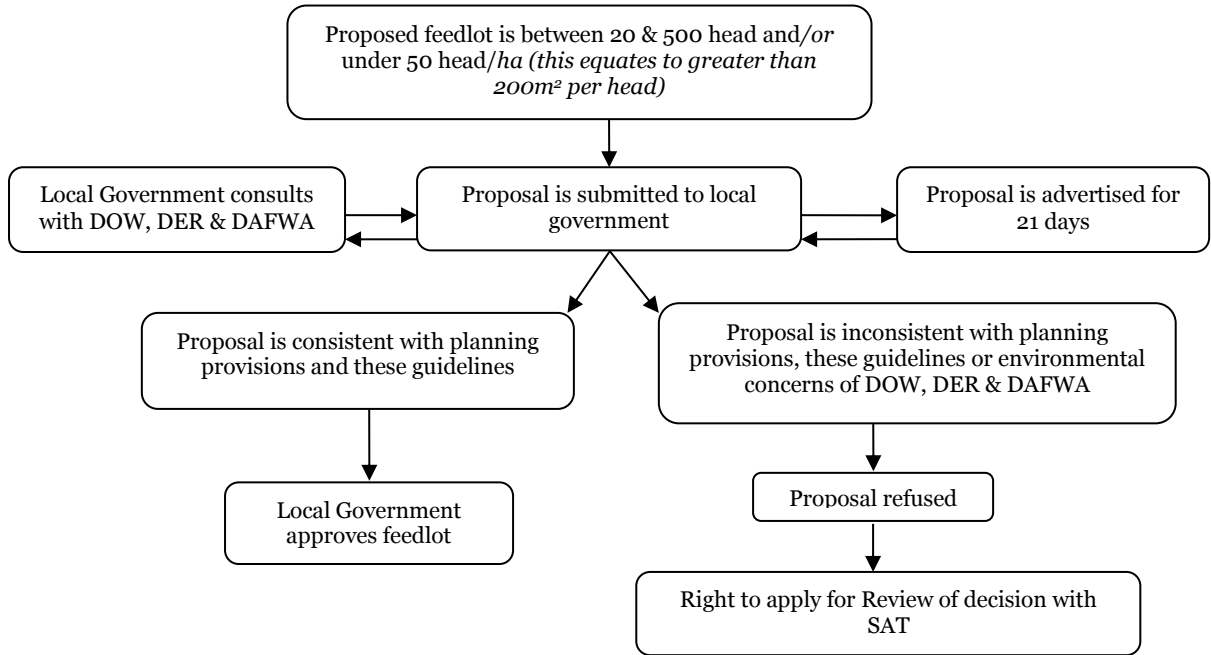 Proposed feedlot is between 20 & 500 head and/or
under 50 head/ha (this equates to greater than
200m² per head)
Local Government consults
with DOW, DER & DAFWA
Proposal is submitted to local
government
Proposal is advertised for
21 days
Proposal is consistent with planning
provisions and these guidelines
Proposal is inconsistent with planning
provisions, these guidelines or environmental
concerns of DOW, DER & DAFWA
Local Government
approves feedlot
Proposal refused
Right to apply for Review of decision with
SAT